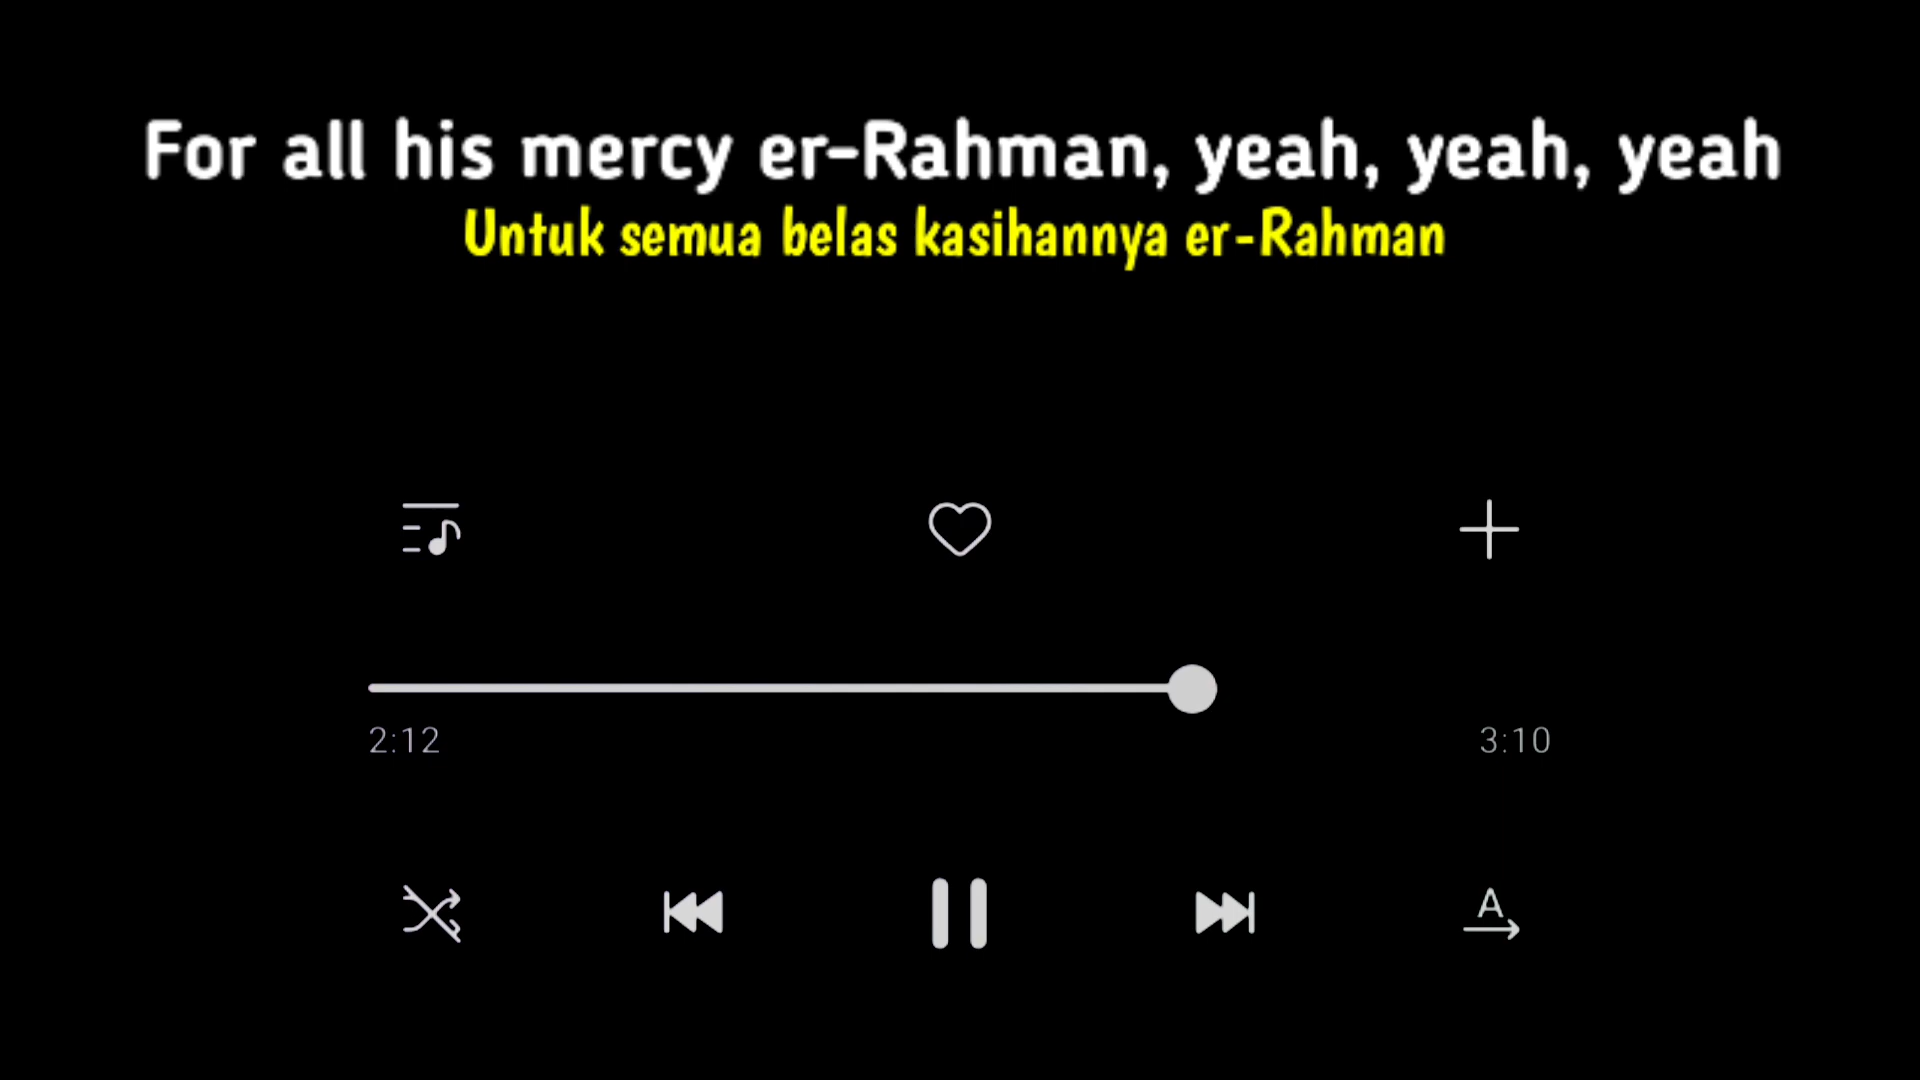 For all his mercy er-Rahman, yeah, yeah, yeah
Untuk semua belas kasihannya er-Rahman
2:12
3:10
A